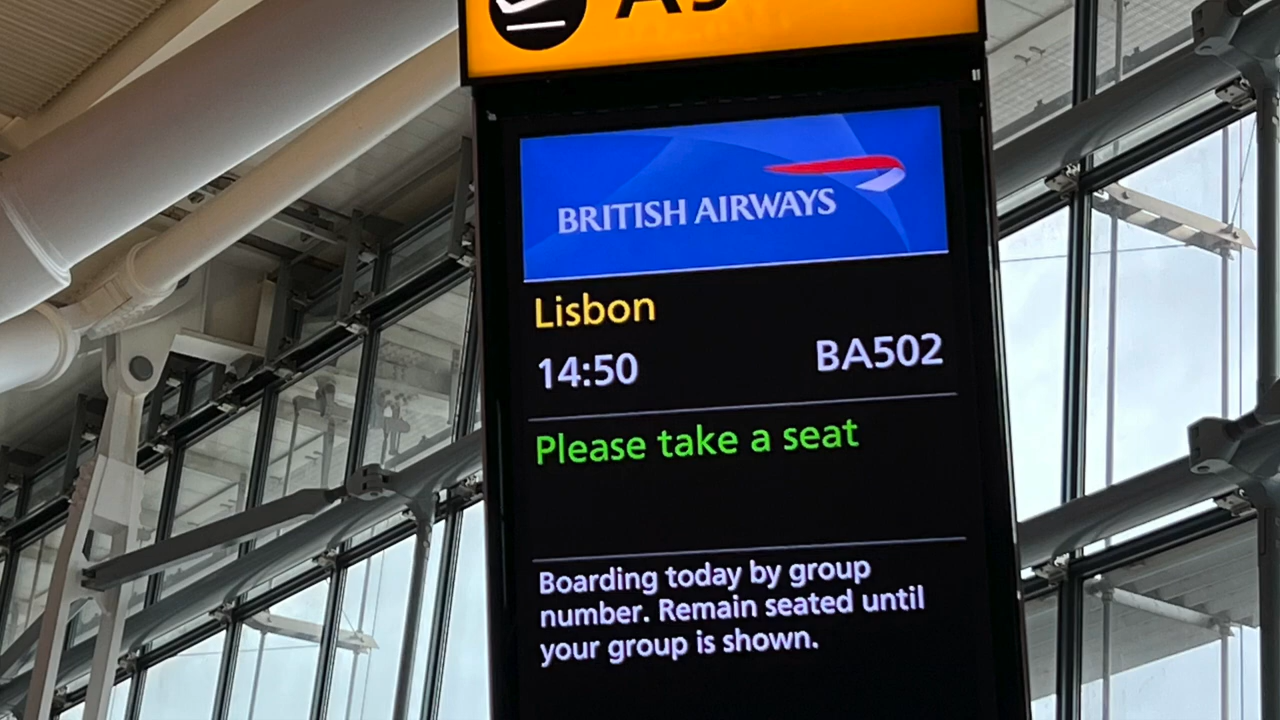 BRITISH AIRWAYS
Lisbon
14:50 BA502
Please take a seat
Boarding today by group
number. Remain seated until
your group is shown.